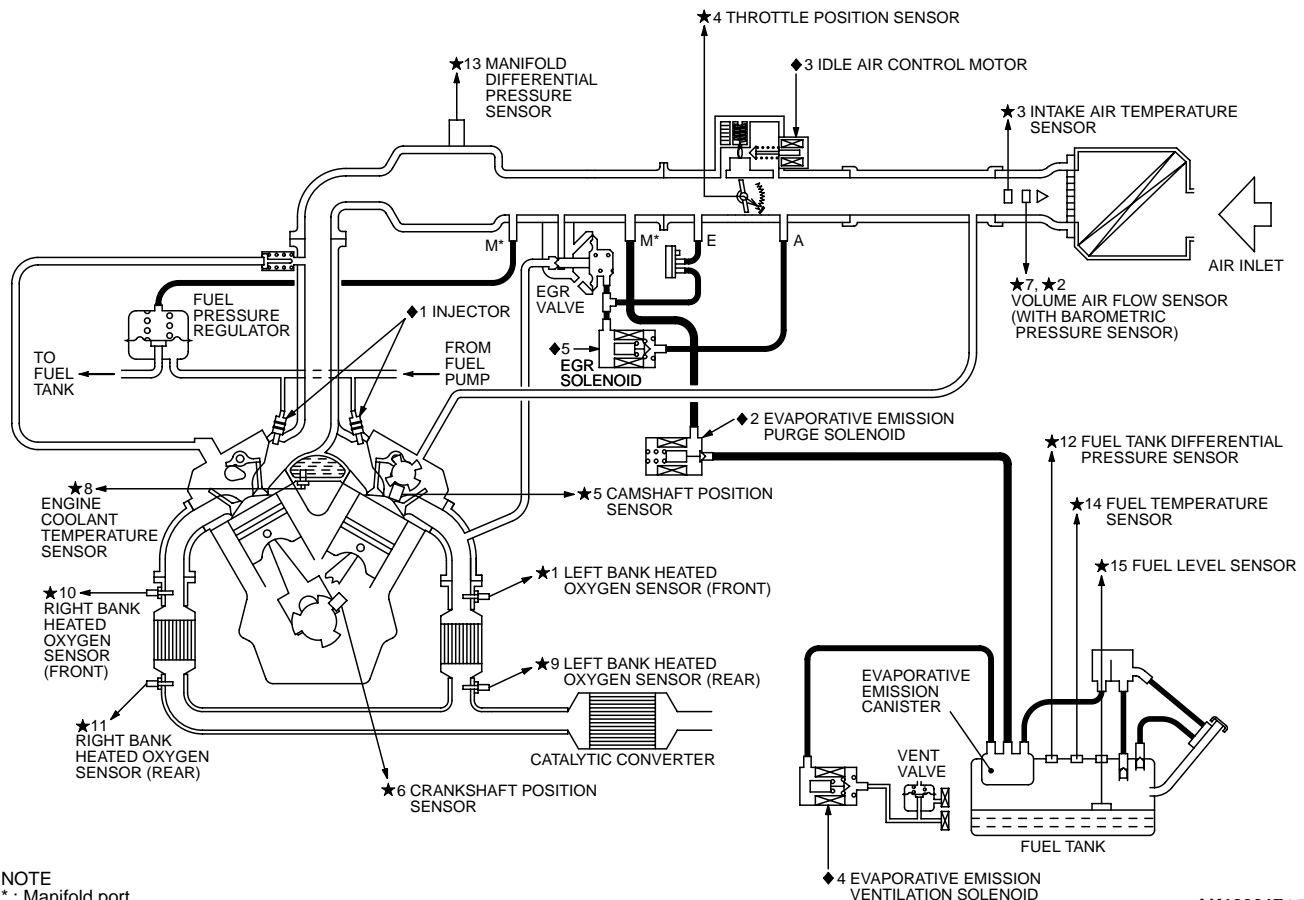 ★4 THROTTLE POSITION SENSOR
★13 MANIFOLD
DIFFERENTIAL
PRESSURE
SENSOR
◆3 IDLE AIR CONTROL MOTOR
★3 INTAKE AIR TEMPERATURE
SENSOR
M*
M*
E
A
AIR INLET
EGR
VALVE
★7, ★2
VOLUME AIR FLOW SENSOR
(WITH BAROMETRIC
PRESSURE SENSOR)
FUEL
PRESSURE
REGULATOR
◆1 INJECTOR
TO
FUEL
TANK
FROM
FUEL
PUMP
◆5
EGR
SOLENOID
◆2 EVAPORATIVE EMISSION
PURGE SOLENOID
★12 FUEL TANK DIFFERENTIAL
PRESSURE SENSOR
★8
ENGINE
COOLANT
TEMPERATURE
SENSOR
★5 CAMSHAFT POSITION
SENSOR
★14 FUEL TEMPERATURE
SENSOR
★15 FUEL LEVEL SENSOR
★10
RIGHT BANK
HEATED
OXYGEN
SENSOR
(FRONT)
★1 LEFT BANK HEATED
OXYGEN SENSOR (FRONT)
★9 LEFT BANK HEATED
OXYGEN SENSOR (REAR)
EVAPORATIVE
EMISSION
CANISTER
★11
RIGHT BANK
HEATED OXYGEN
SENSOR (REAR)
CATALYTIC CONVERTER
VENT
VALVE
★6 CRANKSHAFT POSITION
SENSOR
FUEL TANK
◆4 EVAPORATIVE EMISSION
VENTILATION SOLENOID
NOTE
* : Manifold port